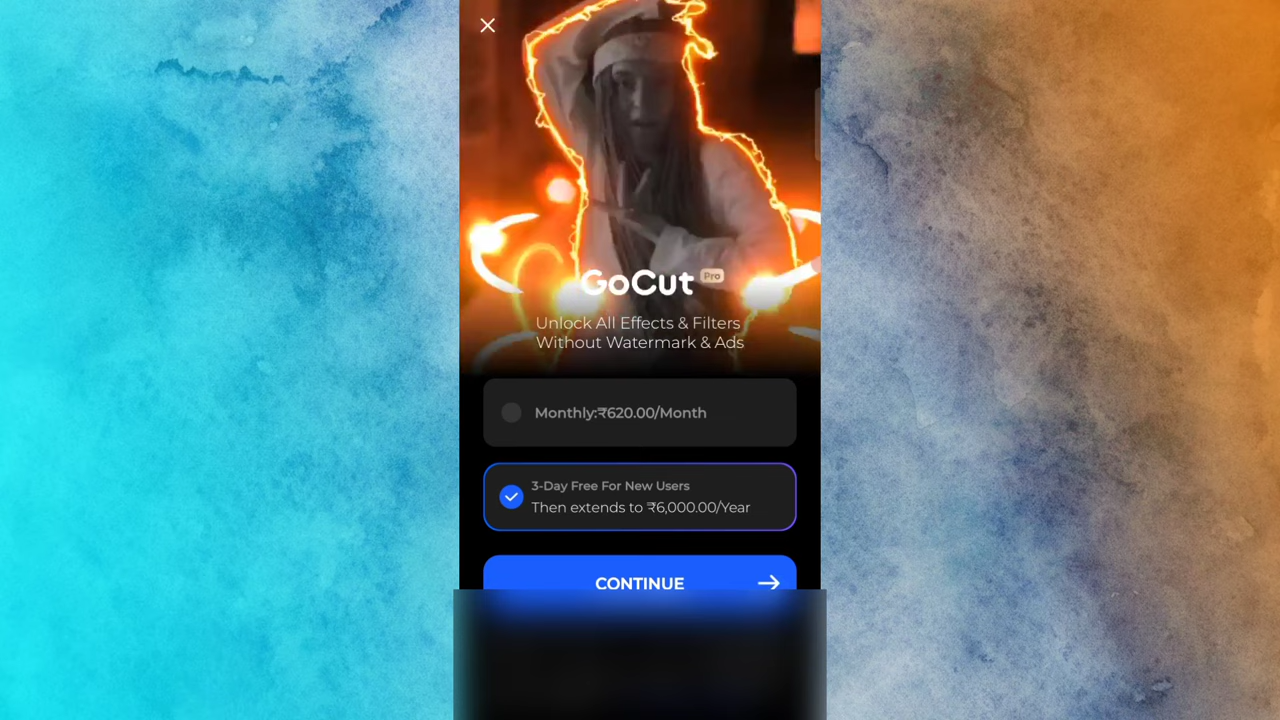 GoCut Pro
Unlock All Effects & Filters
Without Watermark & Ads
Monthly:₹620.00/Month
3-Day Free For New Users
Then extends to ₹6,000.00/Year
CONTINUE